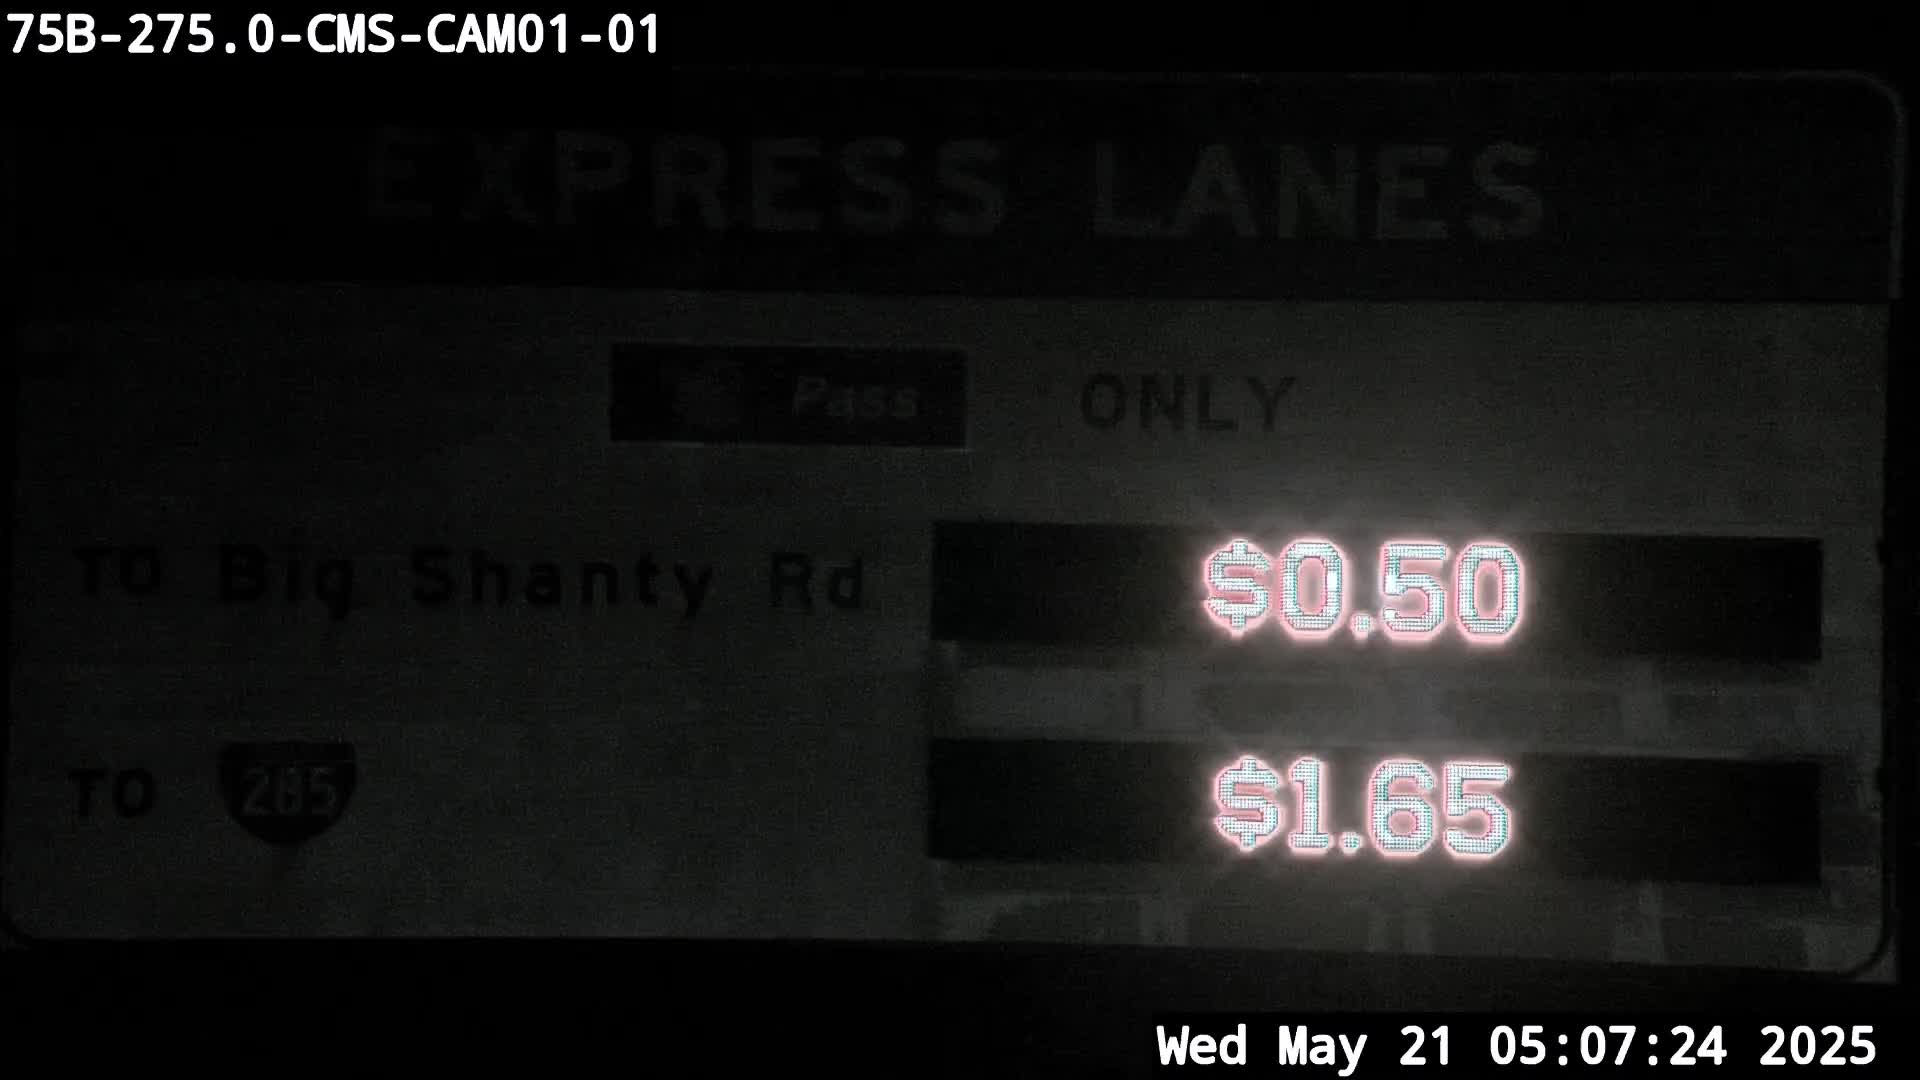 75B-275.0-CMS-CAM01-01
EXPRESS LANES
Pass ONLY
TO Big Shanty Rd $0.50
TO 285 $1.65
Wed May 21 05:07:24 2025